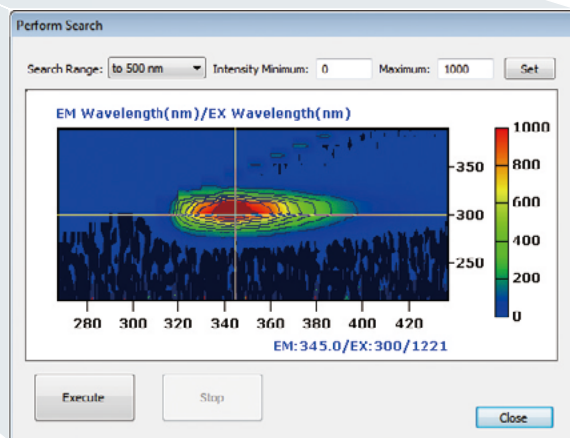 Perform Search
Search Range: to 500 nm Intensity Minimum: 0 Maximum: 1000 Set
EM Wavelength(nm)/EX Wavelength(nm)
1000
800
600
400
200
0
350
300
250
280 300 320 340 360 380 400 420
EM:345.0/EX:300/1221
Execute Stop
Close